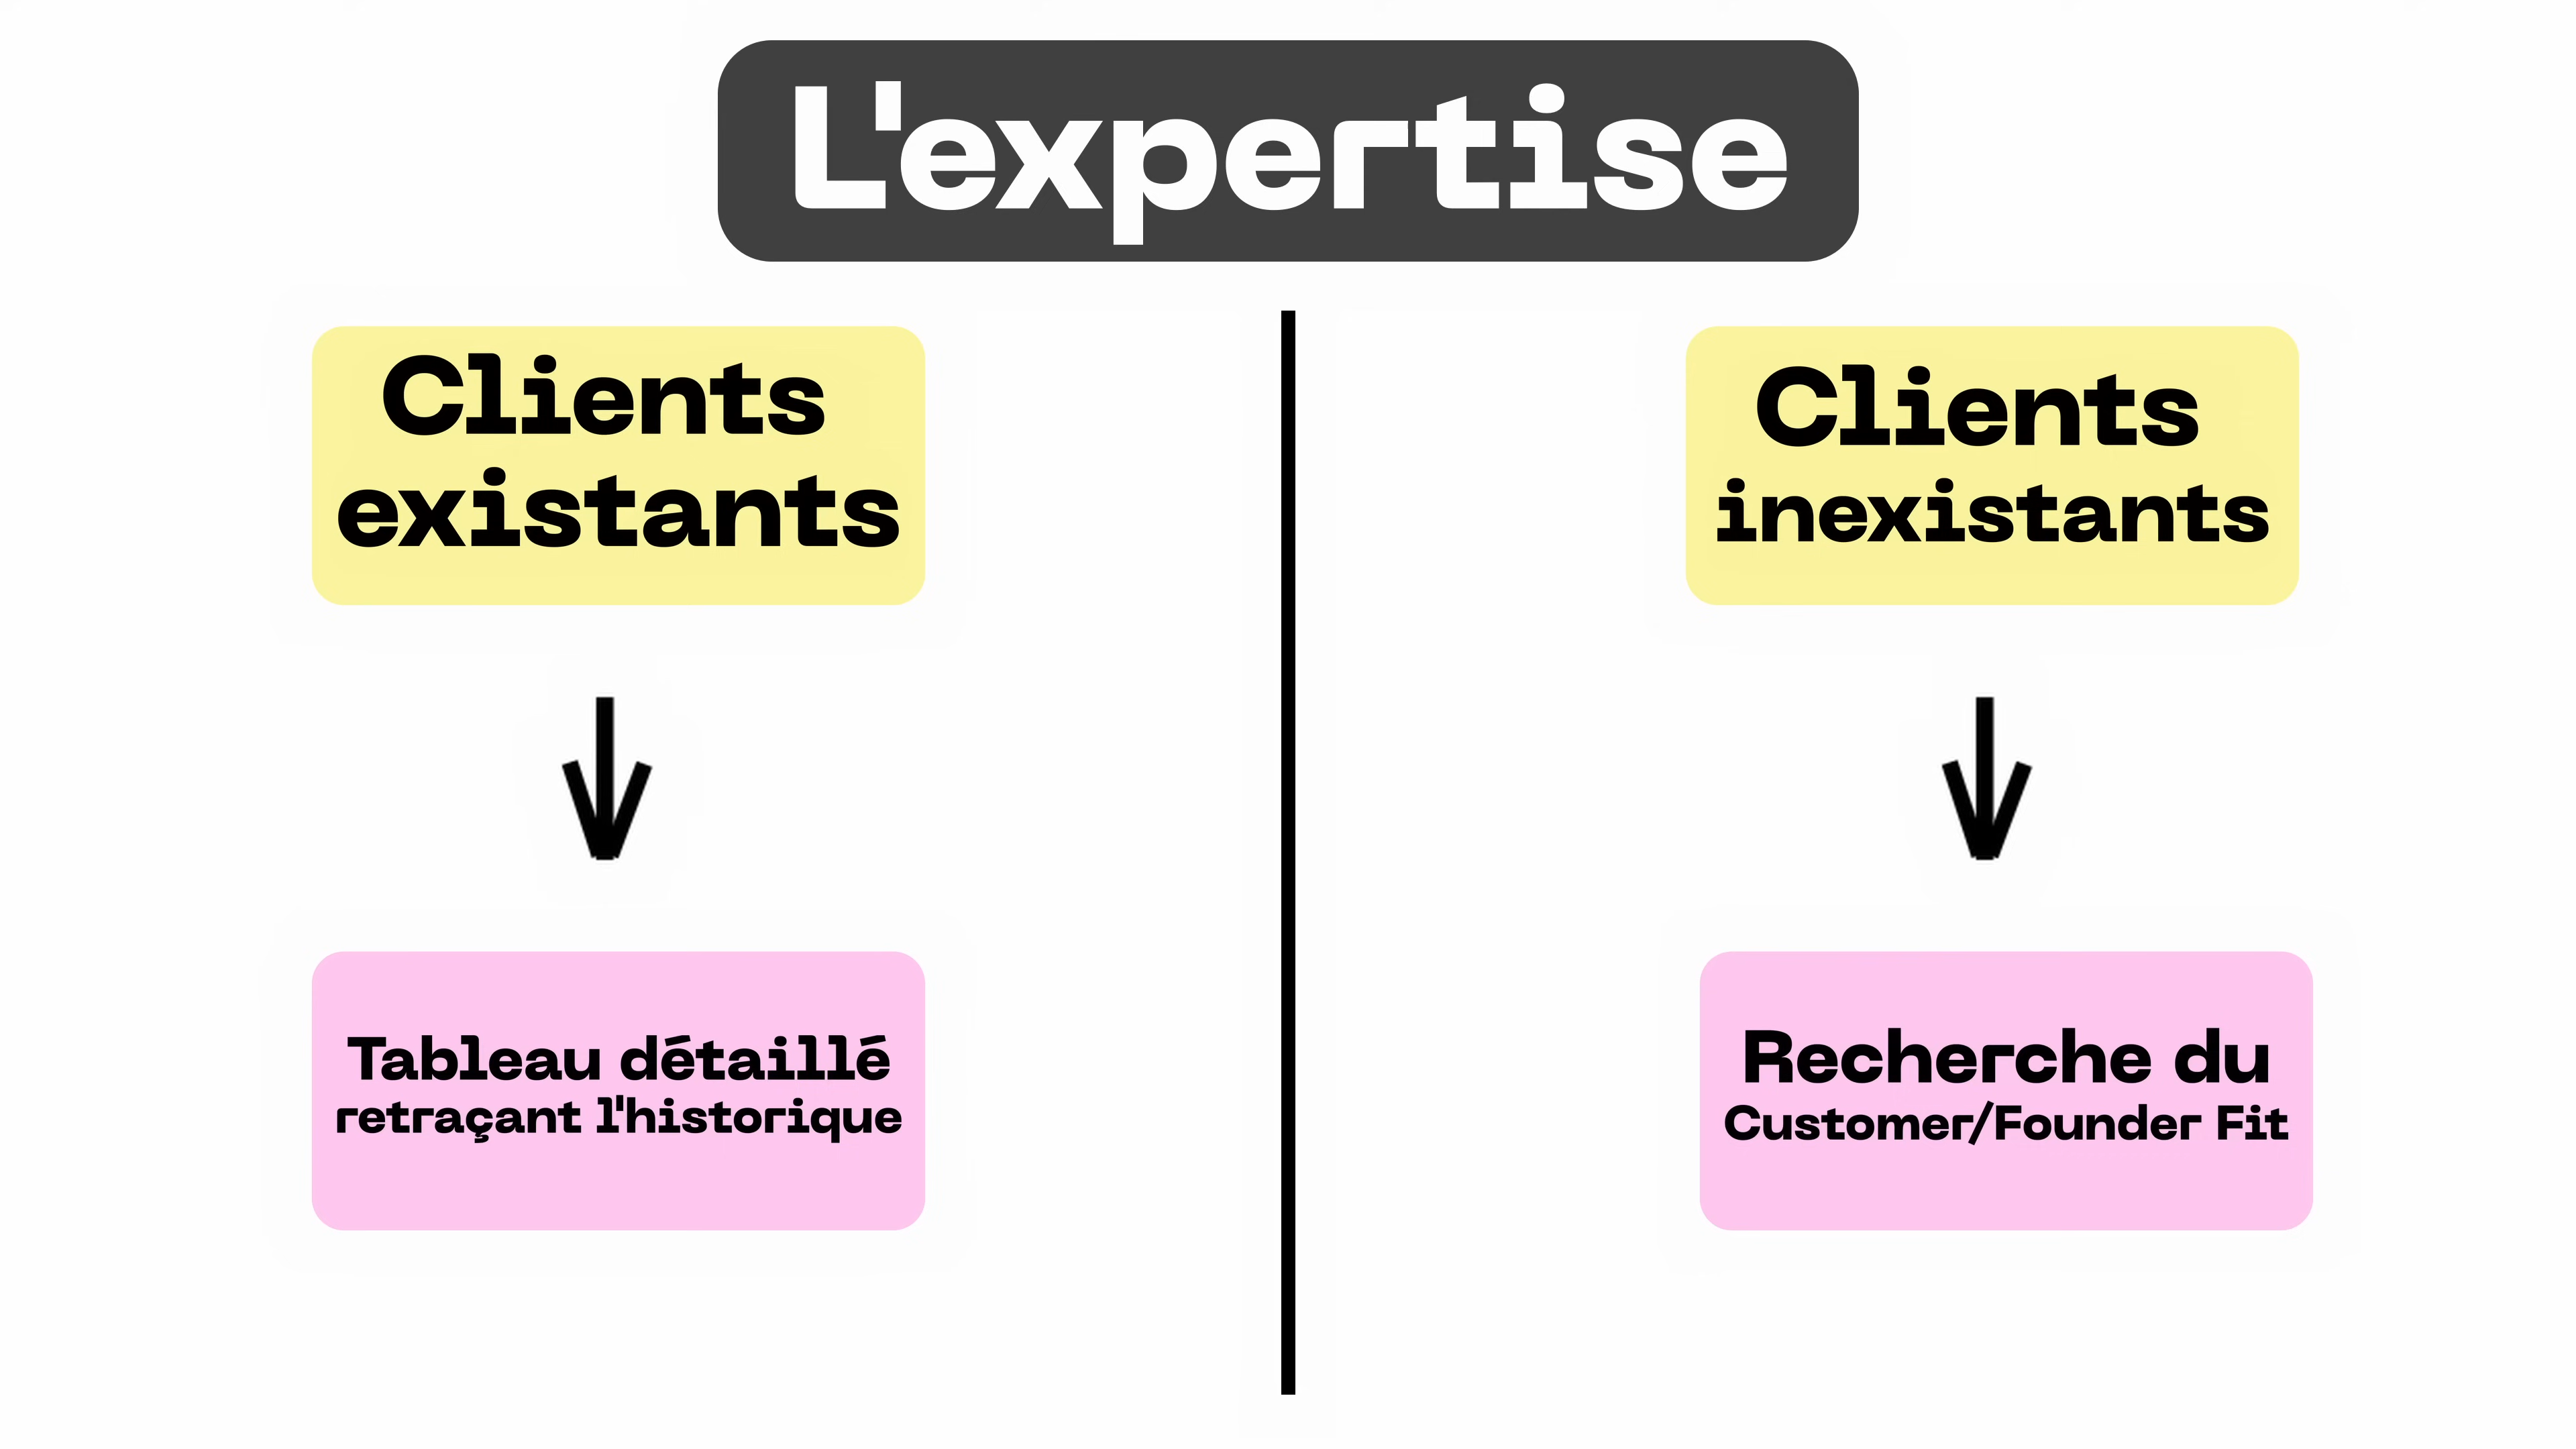 L'expertise
Clients
existants
Tableau détaillé
retraçant l'historique
Clients
inexistants
Recherche du
Customer/Founder Fit